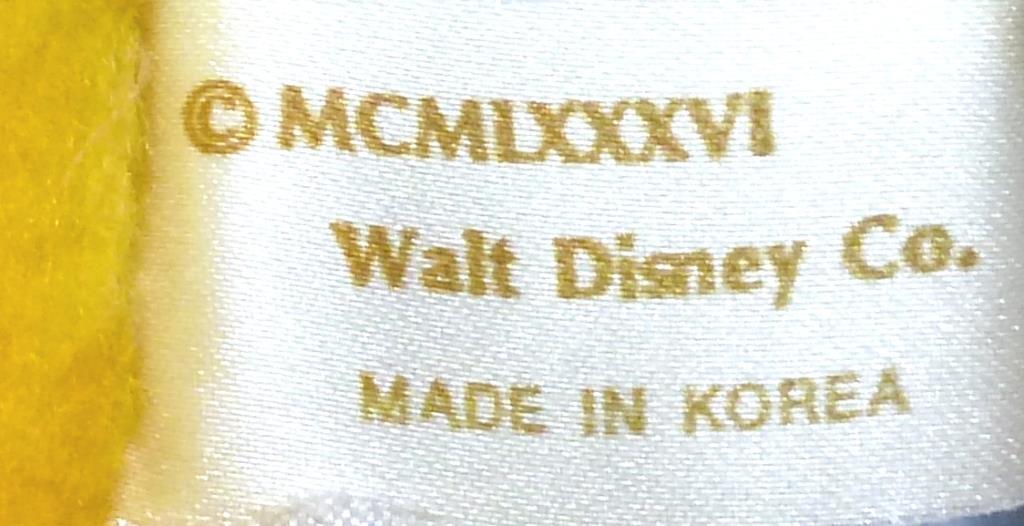 © MCMLXXXVI
Walt Disney Co.
MADE IN KOREA